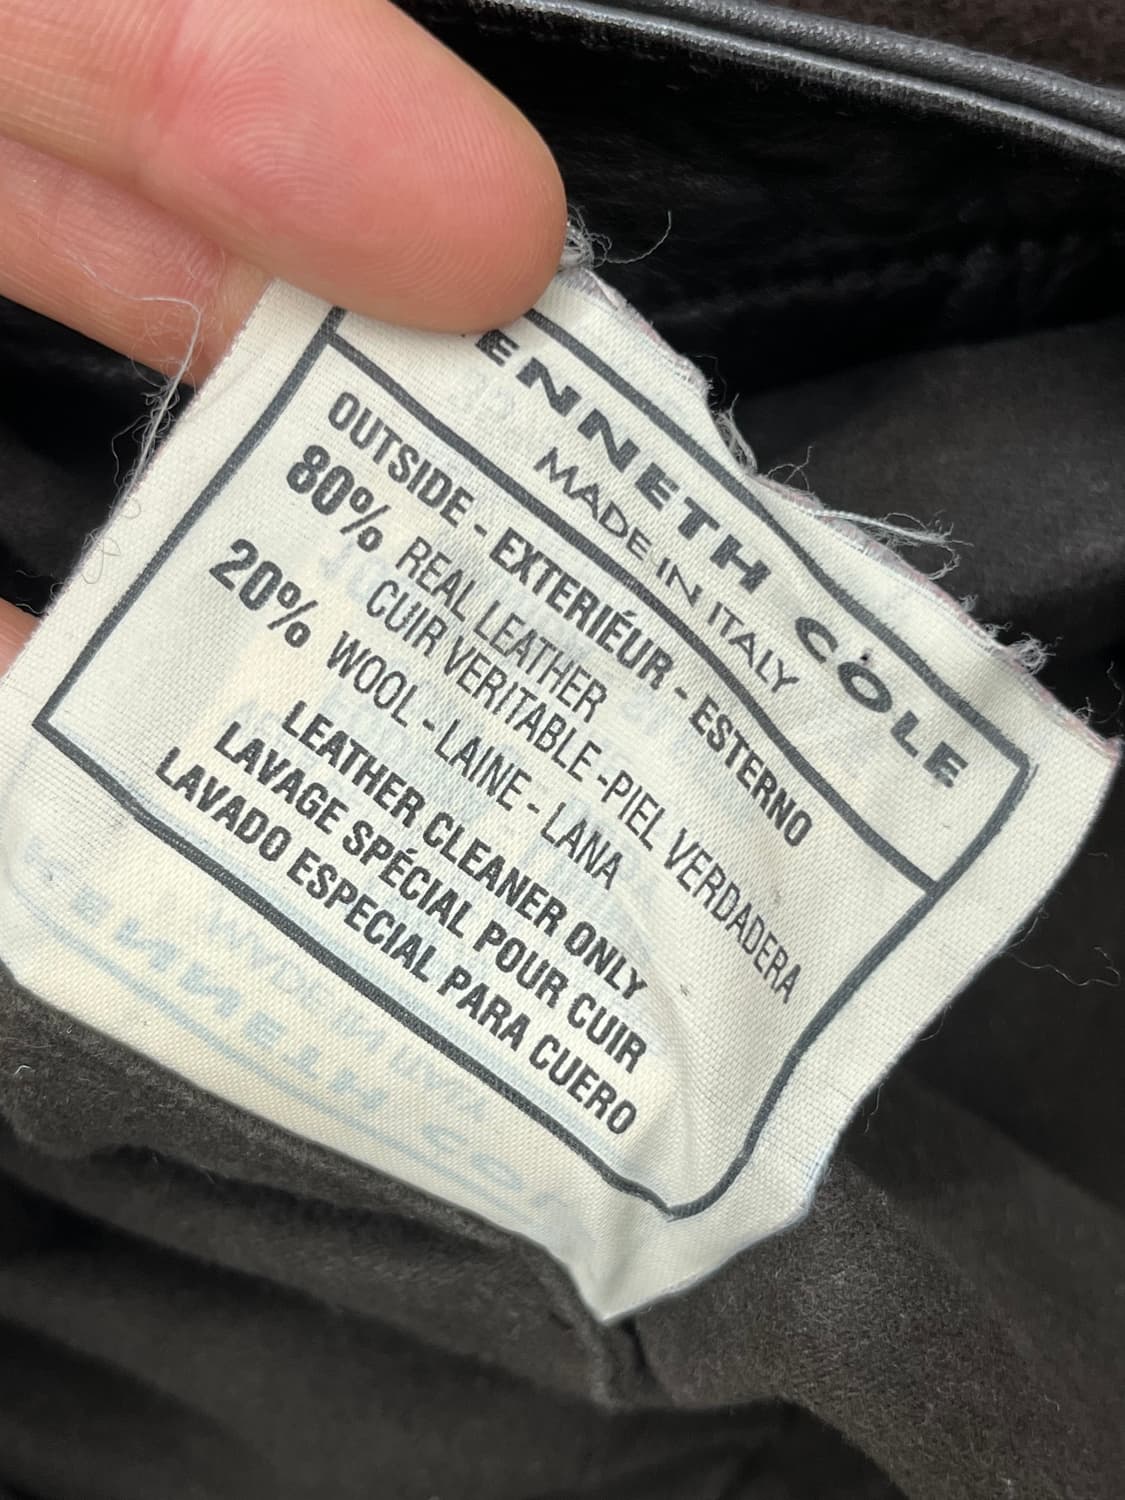 ENNETH COLE
MADE IN ITALY
OUTSIDE - EXTERIÉUR - ESTERNO
80% REAL LEATHER
CUIR VERITABLE-PIEL VERDADERA
20% WOOL - LAINE - LANA
LEATHER CLEANER ONLY
LAVAGE SPÉCIAL POUR CUIR
LAVADO ESPECIAL PARA CUERO